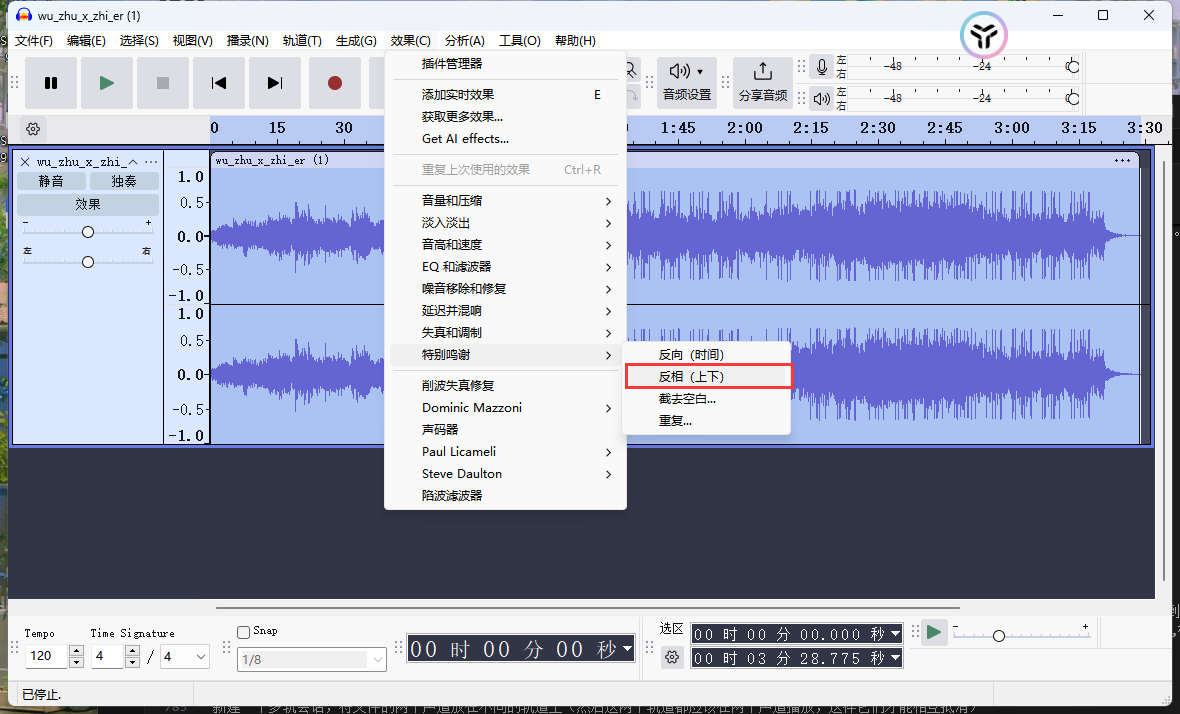 wu_zhu_x_zhi_er (1)
文件(F) 编辑(E) 选择(S) 视图(V) 播录(N) 轨道(T) 生成(G) 效果(C) 分析(A) 工具(O) 帮助(H)
音频设置
分享音频
左 -48 -24 0
右
左 -48 -24 0
右
0 15 30 1:45 2:00 2:15 2:30 2:45 3:00 3:15 3:30
wu_zhu_x_zhi_ ...
静音 独奏
效果
- +
左 右
1.0
0.5
0.0
-0.5
-1.0
1.0
0.5
0.0
-0.5
-1.0
wu_zhu_x_zhi_er (1)
插件管理器
添加实时效果 E
获取更多效果...
Get AI effects...
重复上次使用的效果 Ctrl+R
音量和压缩
淡入淡出
音高和速度
EQ 和滤波器
噪音移除和修复
延迟并混响
失真和调制
特别鸣谢
削波失真修复
Dominic Mazzoni
声码器
Paul Licameli
Steve Daulton
陷波滤波器
反向（时间）
反相（上下）
截去空白...
重复...
Tempo
120
Time Signature
4 / 4
Snap
1/8
00 时 00 分 00 秒
选区
00 时 00 分 00.000 秒
00 时 03 分 28.775 秒
- +
已停止.